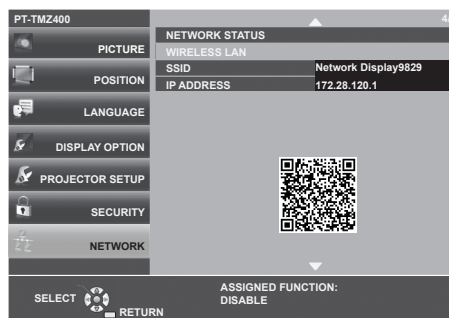 PT-TMZ400
4/
NETWORK STATUS
PICTURE
WIRELESS LAN
SSID Network Display9829
POSITION
IP ADDRESS 172.28.120.1
LANGUAGE
DISPLAY OPTION
PROJECTOR SETUP
SECURITY
NETWORK
ASSIGNED FUNCTION:
SELECT
DISABLE
RETURN